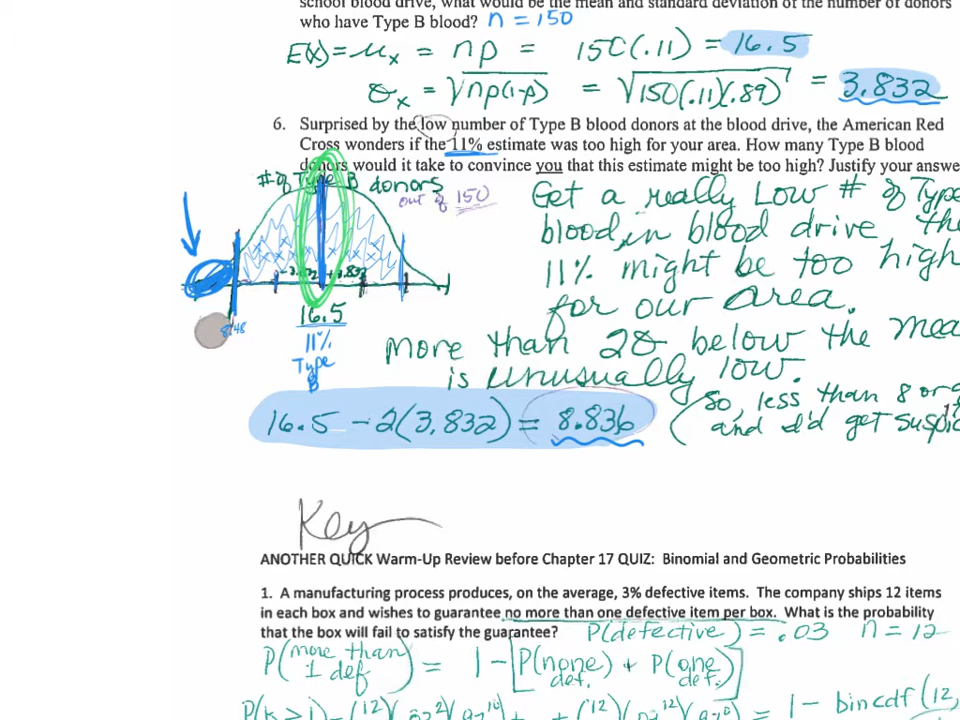 school blood drive, what would be the mean and standard deviation of the number of donors
who have Type B blood? n = 150
E(x) = μx = np = 150(.11) = 16.5
σx = √np(1-p) = √150(.11)(.89) = 3.832
6. Surprised by the low number of Type B blood donors at the blood drive, the American Red
Cross wonders if the 11% estimate was too high for your area. How many Type B blood
donors would it take to convince you that this estimate might be too high? Justify your answe
# of Type B donors
out of 150
Get a really Low # of Type
blood in blood drive, the
11% might be too high
for our area.
-3.832 +3.832
16.5
11%
Type
B
More than 2σ below the mea
is unusually low.
16.5 - 2(3.832) = 8.836
(So, less than 8 or
and I'd get suspic
Key
ANOTHER QUICK Warm-Up Review before Chapter 17 QUIZ: Binomial and Geometric Probabilities
1. A manufacturing process produces, on the average, 3% defective items. The company ships 12 items
in each box and wishes to guarantee no more than one defective item per box. What is the probability
that the box will fail to satisfy the guarantee? P(defective) = .03 n = 12
P(more than 1 def) = 1 - [P(none def.) + P(one def.)]
= 1 - bincdf(12,